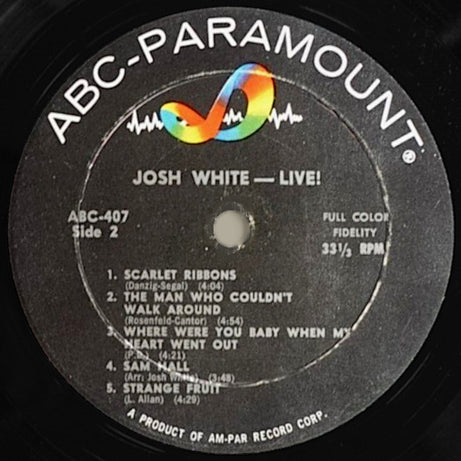 ABC-PARAMOUNT®
JOSH WHITE — LIVE!
ABC-407
Side 2
FULL COLOR
FIDELITY
33⅓ RPM
1. SCARLET RIBBONS
(Danzig-Segal) (4:04)
2. THE MAN WHO COULDN'T
WALK AROUND
(Rosenfeld-Cantor) (4:54)
3. WHERE WERE YOU BABY WHEN MY
HEART WENT OUT
(P.D.) (4:21)
4. SAM HALL
(Arr: Josh White) (3:48)
5. STRANGE FRUIT
(L. Allan) (4:29)
A PRODUCT OF AM-PAR RECORD CORP.